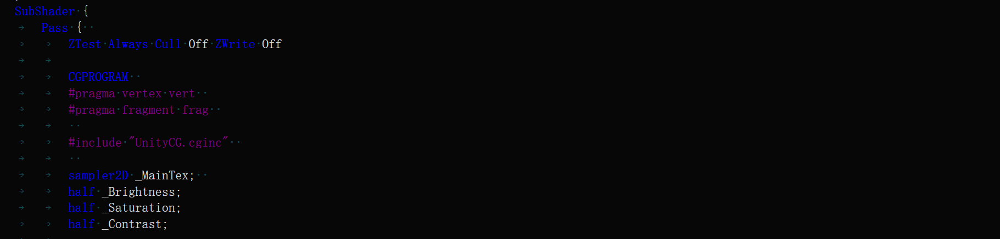 SubShader {
Pass {
ZTest Always Cull Off ZWrite Off
CGPROGRAM
#pragma vertex vert
#pragma fragment frag
#include "UnityCG.cginc"
sampler2D _MainTex;
half _Brightness;
half _Saturation;
half _Contrast;